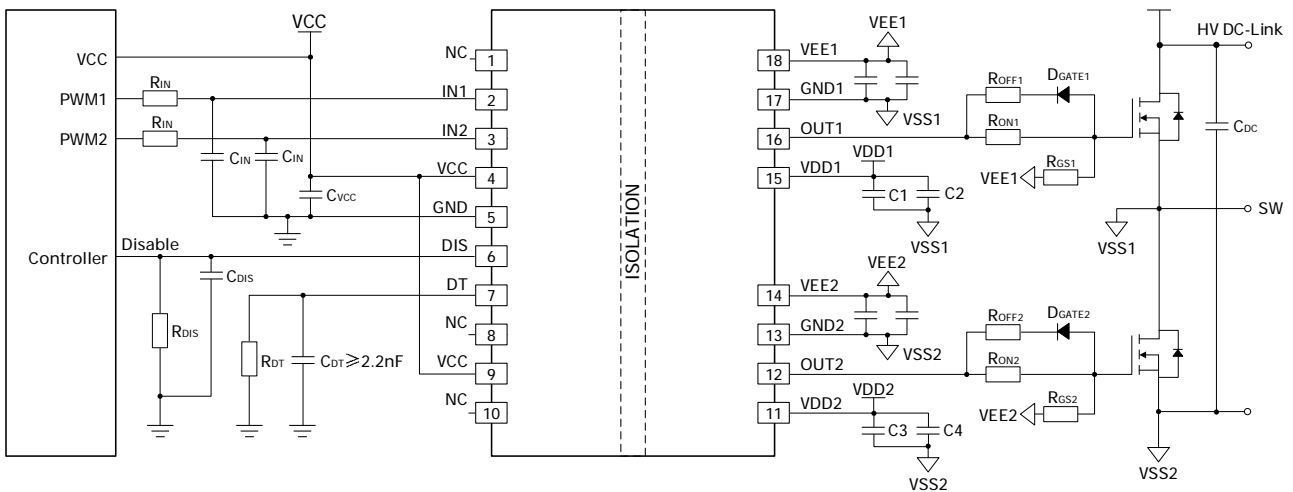 VCC
VCC
PWM1
PWM2
Controller
RIN
RIN
CIN
CIN
CVCC
Disable
CDIS
RDIS
RDT
CDT⩾2.2nF
NC
1
IN1
2
IN2
3
VCC
4
GND
5
DIS
6
DT
7
NC
8
VCC
9
NC
10
ISOLATION
18
VEE1
VEE1
17
GND1
VSS1
16
OUT1
15
VDD1
VDD1
C1
C2
VSS1
ROFF1
DGATE1
RON1
VEE1
RGS1
HV DC-Link
CDC
SW
VSS1
14
VEE2
VEE2
13
GND2
VSS2
12
OUT2
11
VDD2
VDD2
C3
C4
VSS2
ROFF2
DGATE2
RON2
VEE2
RGS2
VSS2